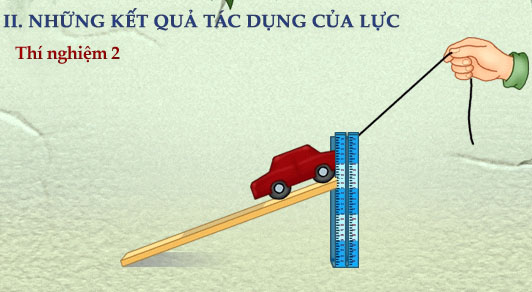 II. NHỮNG KẾT QUẢ TÁC DỤNG CỦA LỰC
Thí nghiệm 2